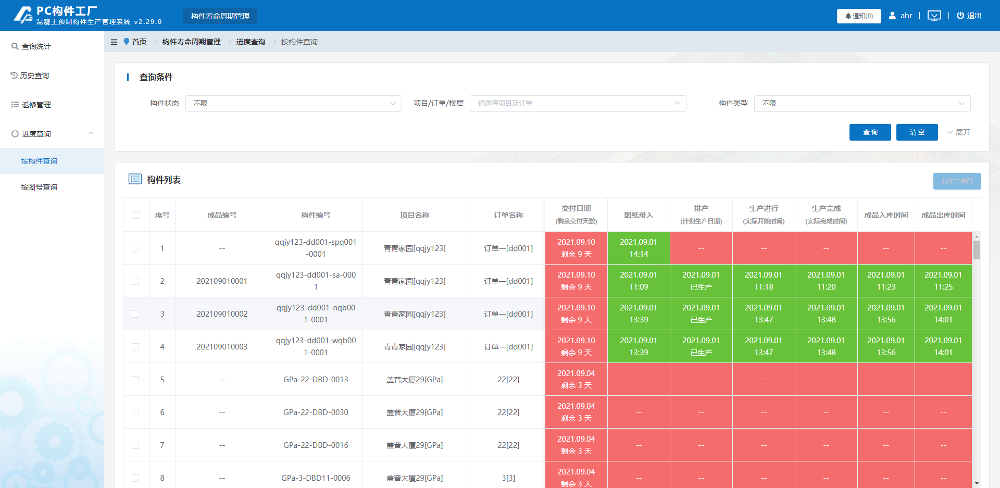 PC构件工厂
混凝土预制构件生产管理系统 v2.29.0
构件寿命周期管理
通知(0)
ahr
退出
查询统计
历史查询
返修管理
进度查询
按构件查询
按图号查询
首页
构件寿命周期管理
进度查询
按构件查询
查询条件
构件状态 不限
项目/订单/楼层 请选择项目及订单
构件类型 不限
查询 清空 展开
构件列表
打印二维码
序号 成品编号 构件编号 项目名称 订单名称 交付日期 图纸录入 排产 生产进行 生产完成 成品入库时间 成品出库时间
(剩余交付天数) (计划生产日期) (实际开始时间) (实际完成时间)
1 -- qqjy123-dd001-spq001 青青家园[qqjy123] 订单一[dd001] 2021.09.10 2021.09.01 -- -- -- -- --
-0001 剩余 9 天 14:14
2 202109010001 qqjy123-dd001-sa-000 青青家园[qqjy123] 订单一[dd001] 2021.09.10 2021.09.01 2021.09.01 2021.09.01 2021.09.01 2021.09.01 2021.09.01
1 剩余 9 天 11:09 已生产 11:18 11:20 11:23 11:25
3 202109010002 qqjy123-dd001-nqb00 青青家园[qqjy123] 订单一[dd001] 2021.09.10 2021.09.01 2021.09.01 2021.09.01 2021.09.01 2021.09.01 2021.09.01
1-0001 剩余 9 天 13:39 已生产 13:47 13:48 13:56 14:01
4 202109010003 qqjy123-dd001-wqb00 青青家园[qqjy123] 订单一[dd001] 2021.09.10 2021.09.01 2021.09.01 2021.09.01 2021.09.01 2021.09.01 2021.09.01
1-0001 剩余 9 天 13:39 已生产 13:47 13:48 13:56 14:01
5 -- GPa-22-DBD-0013 盖普大厦29[GPa] 22[22] 2021.09.04 -- -- -- -- -- --
剩余 3 天
6 -- GPa-22-DBD-0030 盖普大厦29[GPa] 22[22] 2021.09.04 -- -- -- -- -- --
剩余 3 天
7 -- GPa-22-DBD-0016 盖普大厦29[GPa] 22[22] 2021.09.04 -- -- -- -- -- --
剩余 3 天
8 -- GPa-3-DBD11-0006 盖普大厦29[GPa] 3[3] 2021.09.04 -- -- -- -- -- --
剩余 3 天